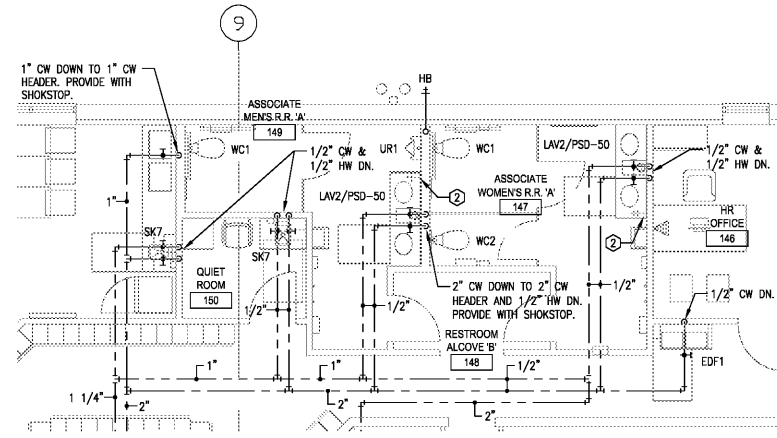 9
1" CW DOWN TO 1" CW
HEADER. PROVIDE WITH
SHOKSTOP.
HB
ASSOCIATE
MEN'S R.R. 'A'
149
WC1
UR1
WC1
LAV2/PSD-50
1/2" CW &
1/2" HW DN.
1/2" CW &
1/2" HW DN.
ASSOCIATE
WOMEN'S R.R. 'A'
147
LAV2/PSD-50
2
1"
HR
OFFICE
146
2
SK7
SK7
WC2
QUIET
ROOM
150
2" CW DOWN TO 2" CW
HEADER AND 1/2" HW DN.
PROVIDE WITH SHOKSTOP.
1/2"
1/2"
1/2"
1/2" CW DN.
RESTROOM
ALCOVE 'B'
148
EDF1
1"
1"
1/2"
1 1/4"
2"
2"
2"